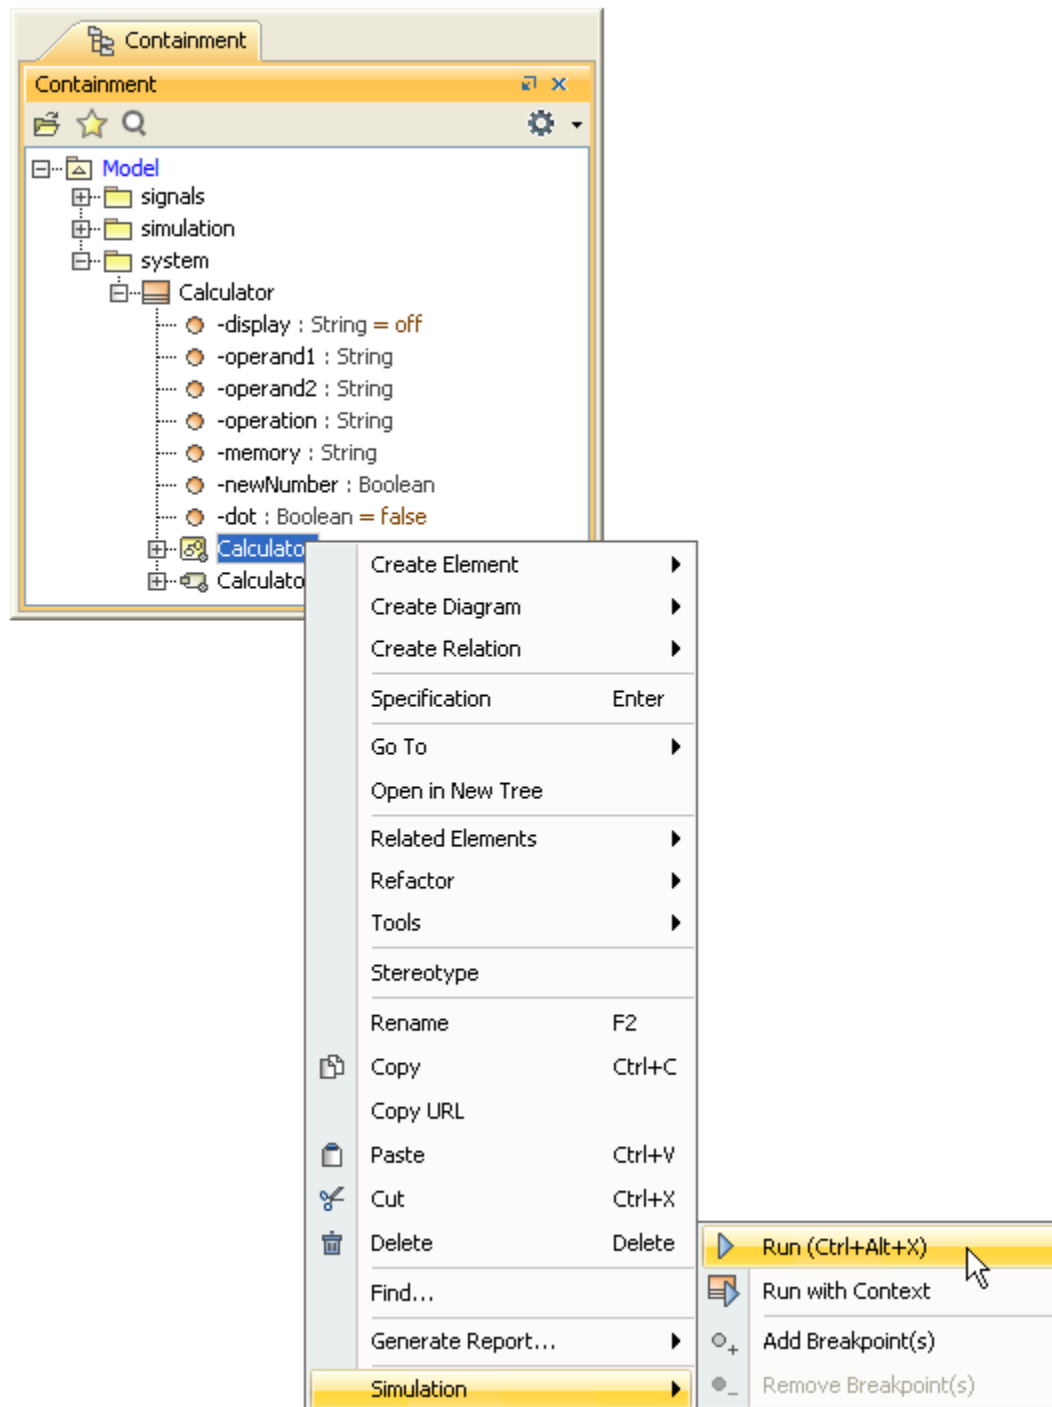 Containment
Containment
Model
signals
simulation
system
Calculator
-display : String = off
-operand1 : String
-operand2 : String
-operation : String
-memory : String
-newNumber : Boolean
-dot : Boolean = false
Calculato
Calculato
Create Element
Create Diagram
Create Relation
Specification Enter
Go To
Open in New Tree
Related Elements
Refactor
Tools
Stereotype
Rename F2
Copy Ctrl+C
Copy URL
Paste Ctrl+V
Cut Ctrl+X
Delete Delete
Find...
Generate Report...
Simulation
Run (Ctrl+Alt+X)
Run with Context
Add Breakpoint(s)
Remove Breakpoint(s)